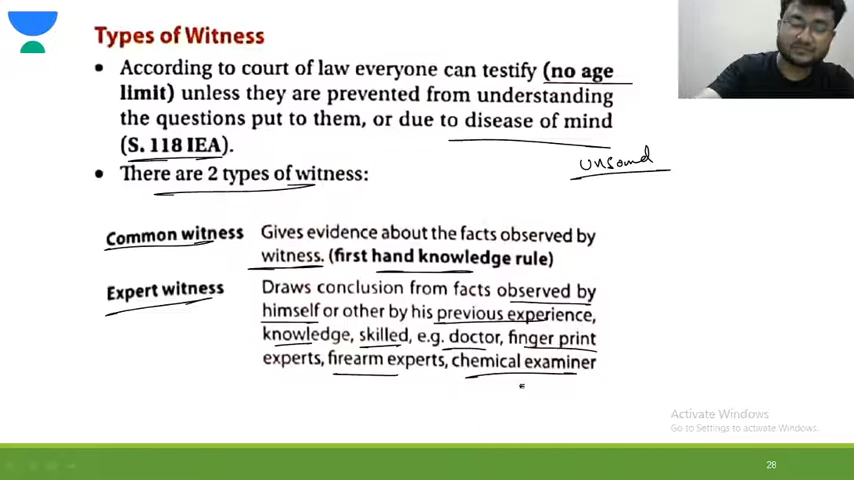 Types of Witness
• According to court of law everyone can testify (no age
limit) unless they are prevented from understanding
the questions put to them, or due to disease of mind
(S. 118 IEA).
unsound
• There are 2 types of witness:
Common witness Gives evidence about the facts observed by
witness. (first hand knowledge rule)
Expert witness Draws conclusion from facts observed by
himself or other by his previous experience,
knowledge, skilled, e.g. doctor, finger print
experts, firearm experts, chemical examiner
Activate Windows
Go to Settings to activate Windows.
28